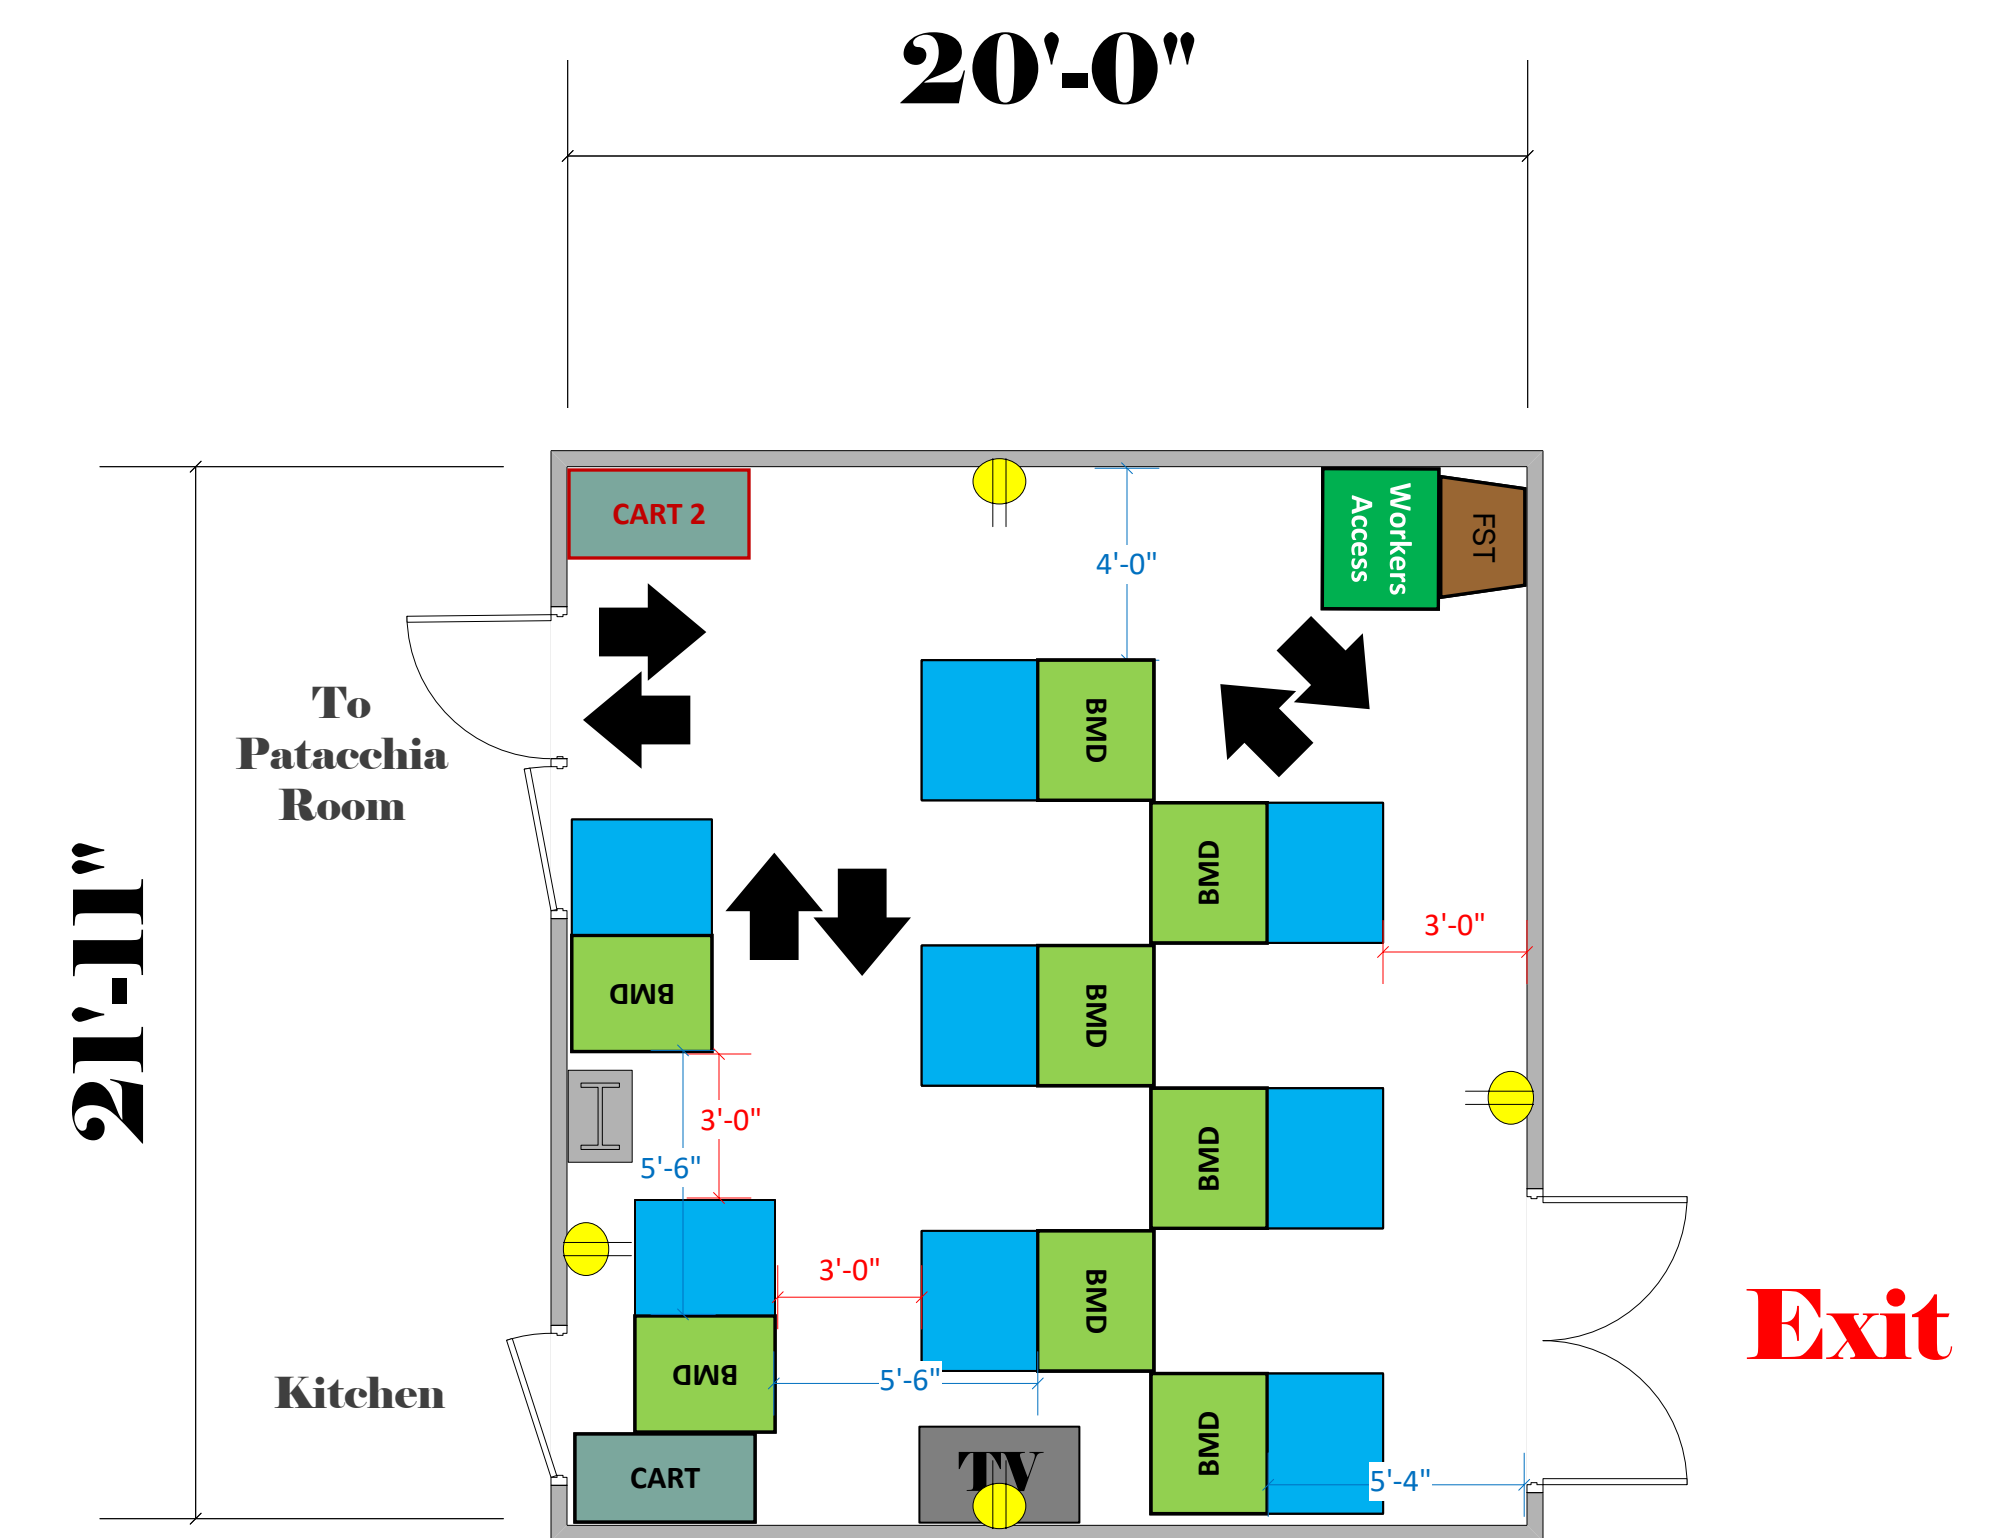 20'-0"
CART 2
Workers
Access
FST
4'-0"
To
Patacchia
Room
BMD
BMD
21'-11"
3'-0"
BMD
BMD
3'-0"
5'-6"
BMD
3'-0"
BMD
Exit
BMD
5'-6"
Kitchen
BMD
CART
TV
5'-4"